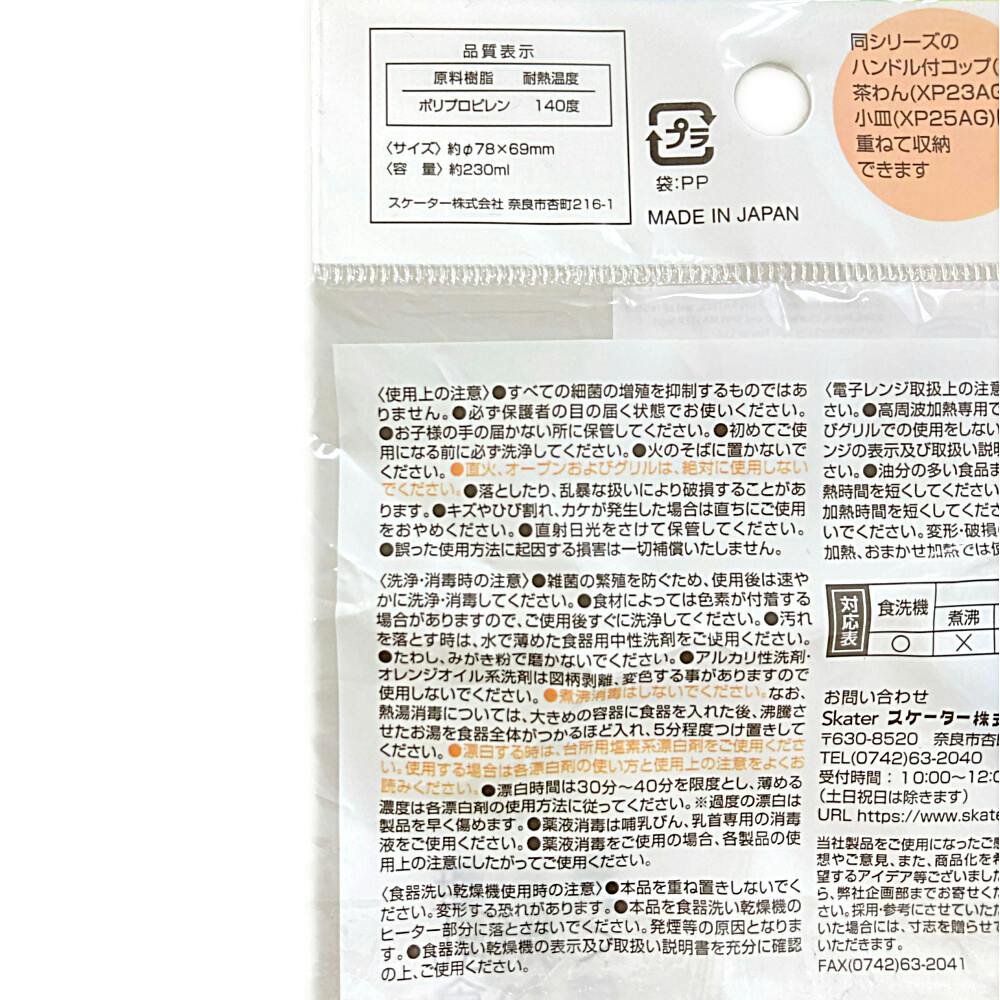 品質表示
原料樹脂 耐熱温度
ポリプロピレン 140度
〈サイズ〉約φ78×69mm
〈容 量〉約230ml
スケーター株式会社 奈良市杏町216-1
プラ
袋:PP
MADE IN JAPAN
同シリーズの
ハンドル付コップ(
茶わん(XP23AG
小皿(XP25AG)
重ねて収納
できます
〈使用上の注意〉●すべての細菌の増殖を抑制するものではあ
りません。●必ず保護者の目の届く状態でお使いください。
●お子様の手の届かない所に保管してください。●初めてご使
用になる前に必ず洗浄してください。●火のそばに置かないで
ください。●直火、オーブンおよびグリルは、絶対に使用しない
でください。●落としたり、乱暴な扱いにより破損することがあ
ります。●キズやひび割れ、カケが発生した場合は直ちにご使用
をおやめください。●直射日光をさけて保管してください。
●誤った使用方法に起因する損害は一切補償いたしません。
〈洗浄・消毒時の注意〉●雑菌の繁殖を防ぐため、使用後は速や
かに洗浄・消毒してください。●食材によっては色素が付着する
場合がありますので、ご使用後すぐに洗浄してください。●汚れ
を落とす時は、水で薄めた食器用中性洗剤をご使用ください。
●たわし、みがき粉で磨かないでください。●アルカリ性洗剤・
オレンジオイル系洗剤は図柄剥離、変色する事がありますので
使用しないでください。●煮沸消毒はしないでください。なお、
熱湯消毒については、大きめの容器に食器を入れた後、沸騰さ
せたお湯を食器全体がつかるほど入れ、5分程度つけ置きして
ください。●漂白する時は、台所用塩素系漂白剤をご使用くださ
い。使用する場合は各漂白剤の使い方と使用上の注意をよくお
読みください。●漂白時間は30分〜40分を限度とし、薄める
濃度は各漂白剤の使用方法に従ってください。※過度の漂白は
製品を早く傷めます。●薬液消毒は哺乳びん、乳首専用の消毒
液をご使用ください。●薬液消毒をご使用の場合、各製品の使
用上の注意にしたがってご使用ください。
〈食器洗い乾燥機使用時の注意〉●本品を重ね置きしないでく
ださい。変形する恐れがあります。●本品を食器洗い乾燥機の
ヒーター部分に落とさないでください。発煙等の原因となりま
す。●食器洗い乾燥機の表示及び取扱い説明書を充分に確認
の上、ご使用ください。
〈電子レンジ取扱上の注意
さい。●高周波加熱専用で
びグリルでの使用をしない
ンジの表示及び取扱い説明
さい。●油分の多い食品ま
熱時間を短くしてください
加熱時間を短くしてくださ
いでください。変形・破損
加熱、おまかせ加熱では使
対応表
食洗機 煮沸
○ ×
お問い合わせ
Skater スケーター株式
〒630-8520 奈良市杏
TEL(0742)63-2040
受付時間：10:00〜12:0
(土日祝日は除きます)
URL https://www.skate
当社製品をご使用になったご感
想やご意見、また、商品化を希
望するアイデア等ございました
ら、弊社企画部までお寄せくだ
さい。採用・参考にさせていただ
いた場合には、寸志を贈らせて
いただきます。
FAX(0742)63-2041